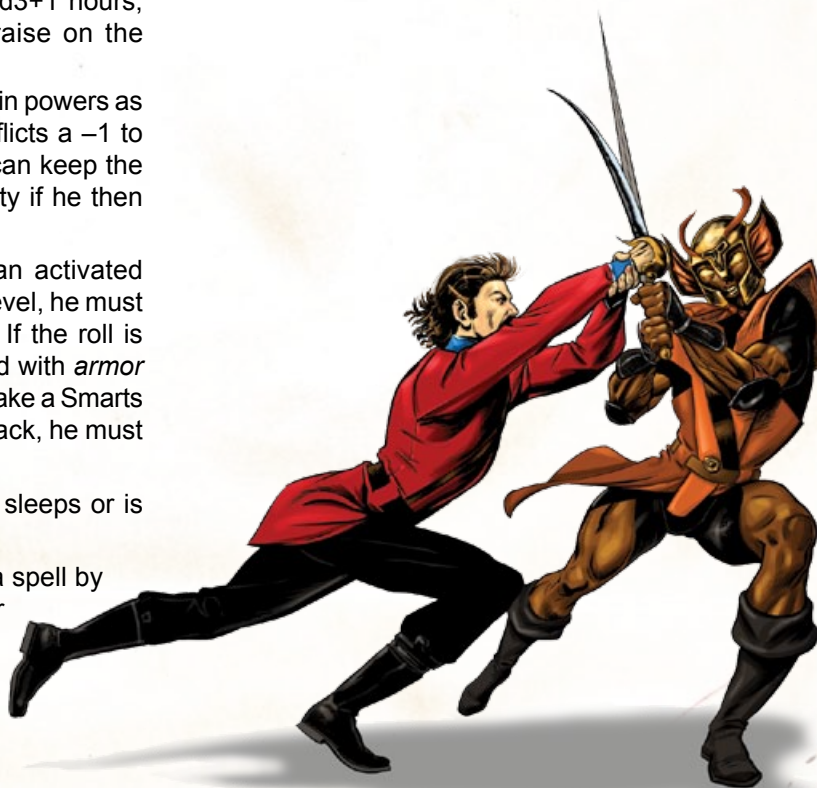 d3+1 hours,
raise on the
in powers as
flicts a –1 to
can keep the
ty if he then
an activated
evel, he must
If the roll is
d with armor
ake a Smarts
ack, he must
sleeps or is
a spell by
r